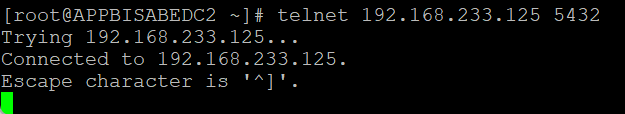 [root@APPBISABEDC2 ~]# telnet 192.168.233.125 5432
Trying 192.168.233.125...
Connected to 192.168.233.125.
Escape character is '^]'.